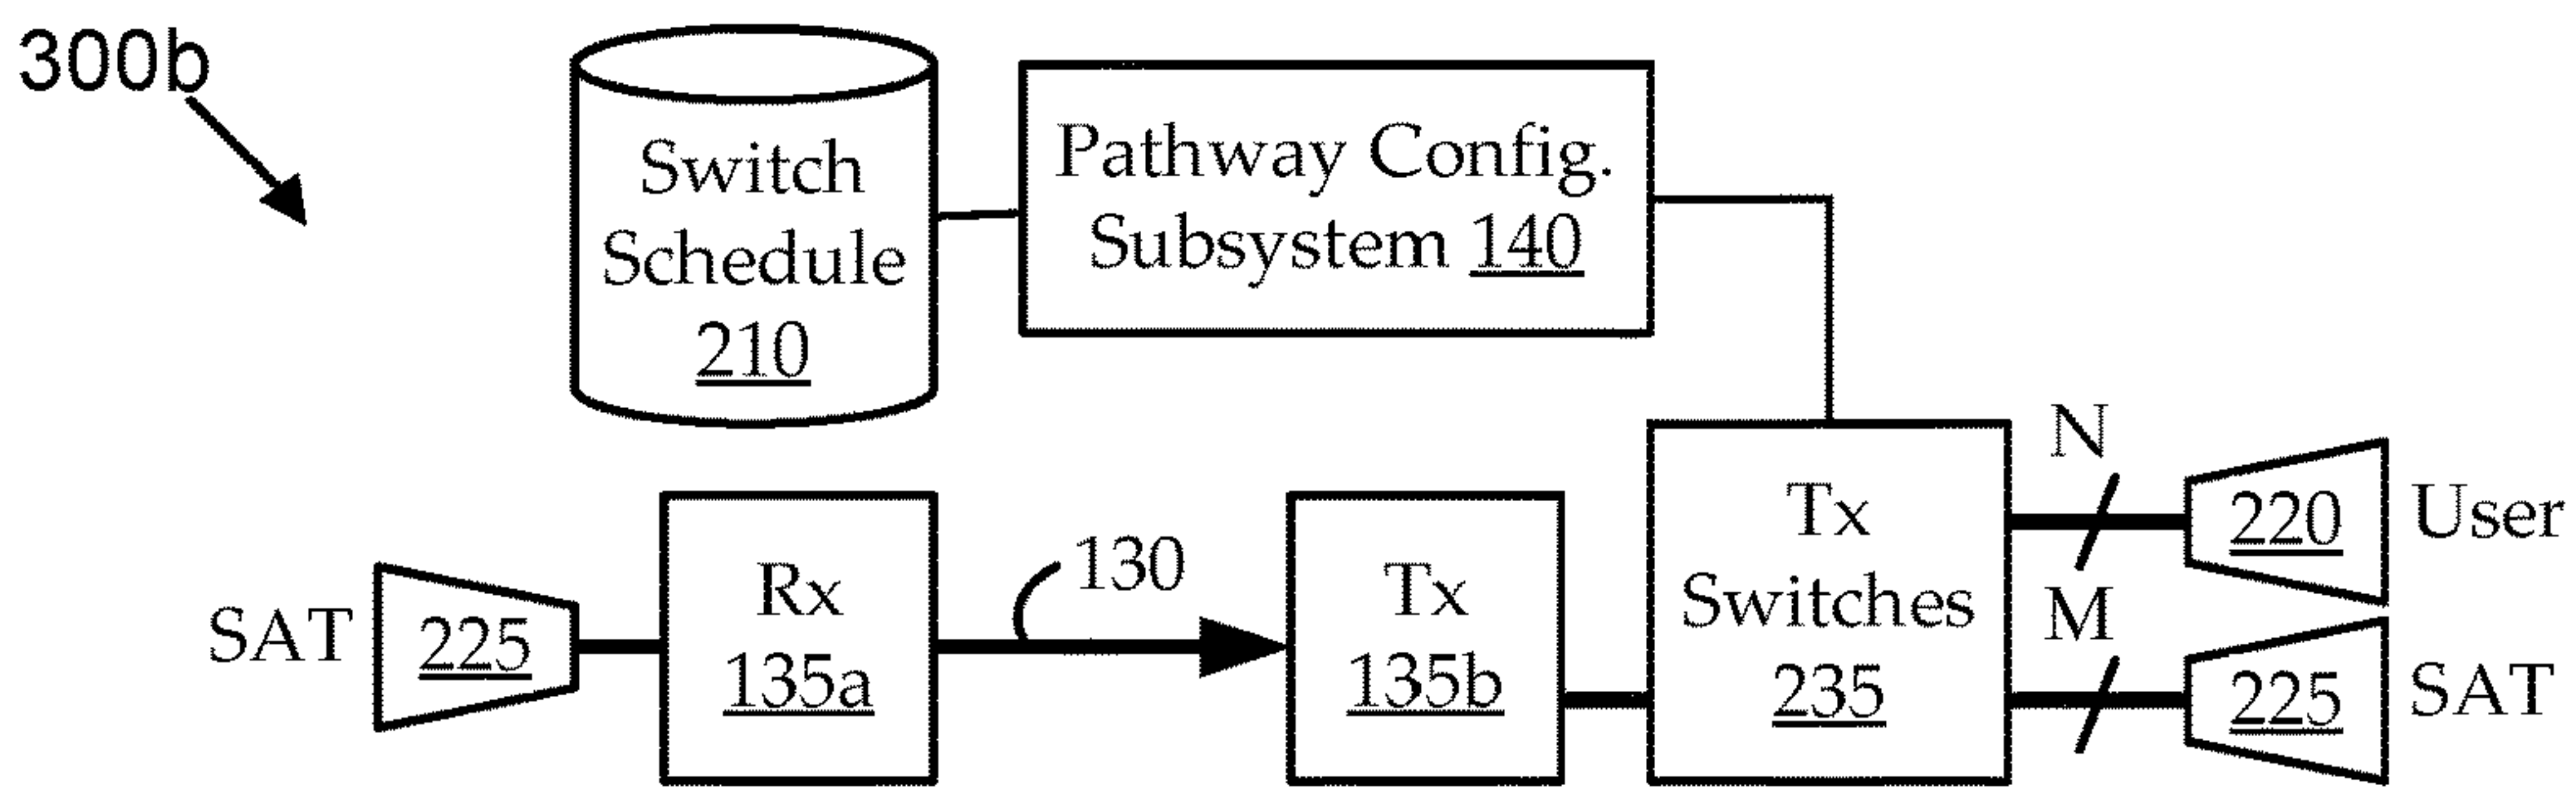 300b
Switch
Schedule
210
Pathway Config.
Subsystem 140
SAT
225
Rx
135a
130
Tx
135b
Tx
Switches
235
N
M
220
User
225
SAT